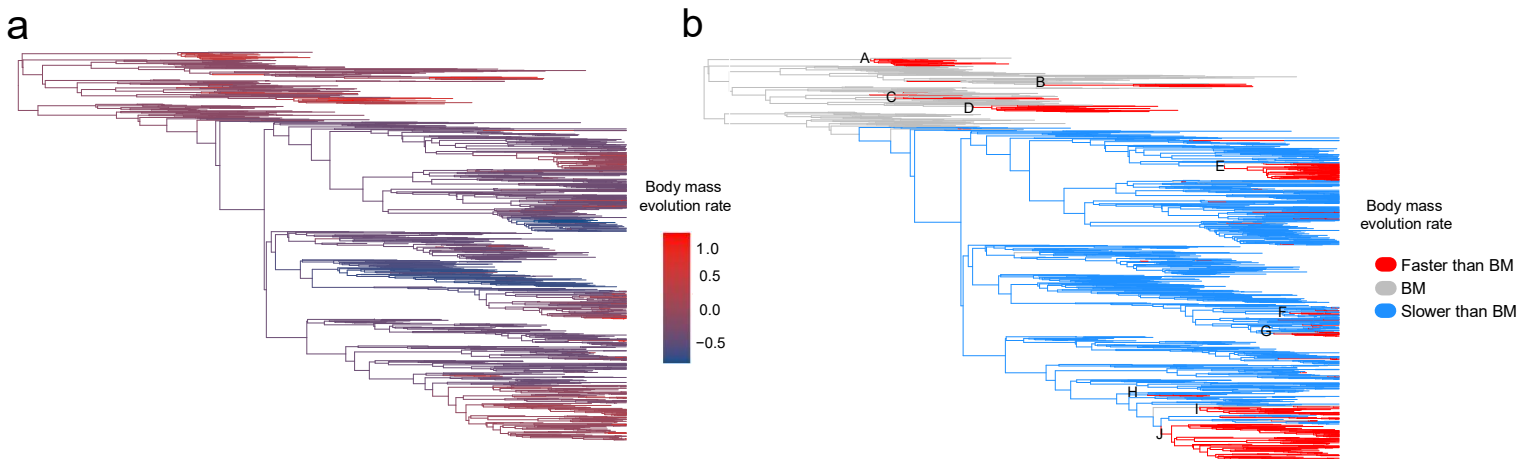 a
b
A
B
C
D
E
F
G
H
I
J
Body mass
evolution rate
1.0
0.5
0.0
−0.5
Body mass
evolution rate
Faster than BM
BM
Slower than BM